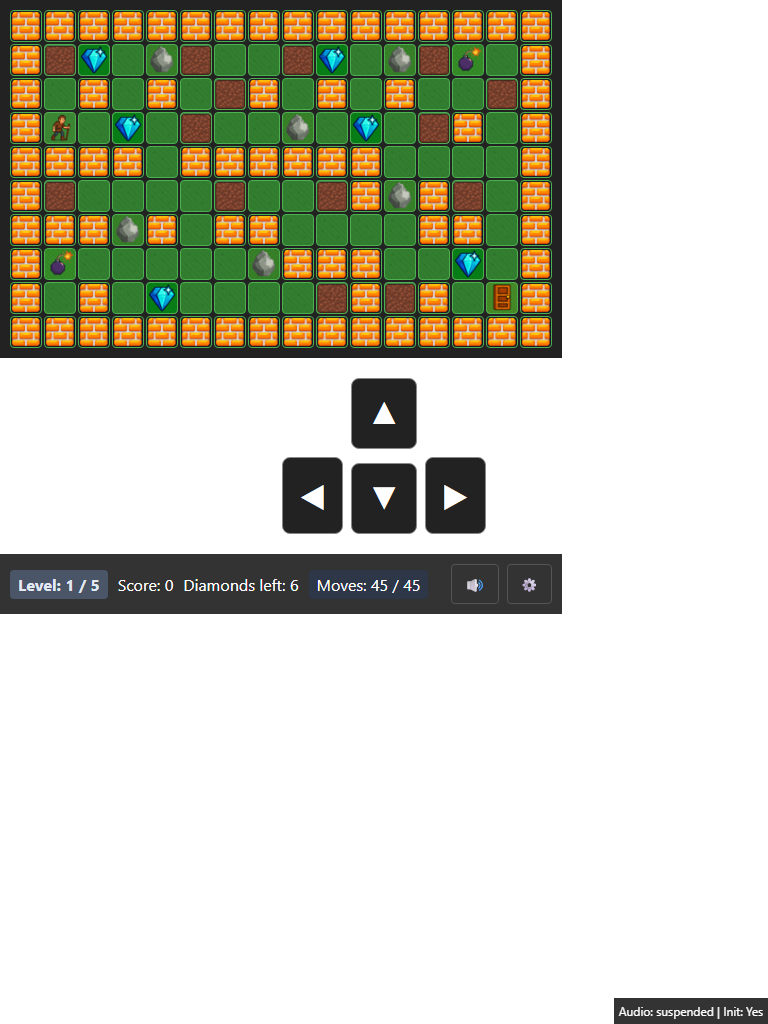 ▲
◀ ▼ ▶
Level: 1 / 5 Score: 0 Diamonds left: 6 Moves: 45 / 45
Audio: suspended | Init: Yes